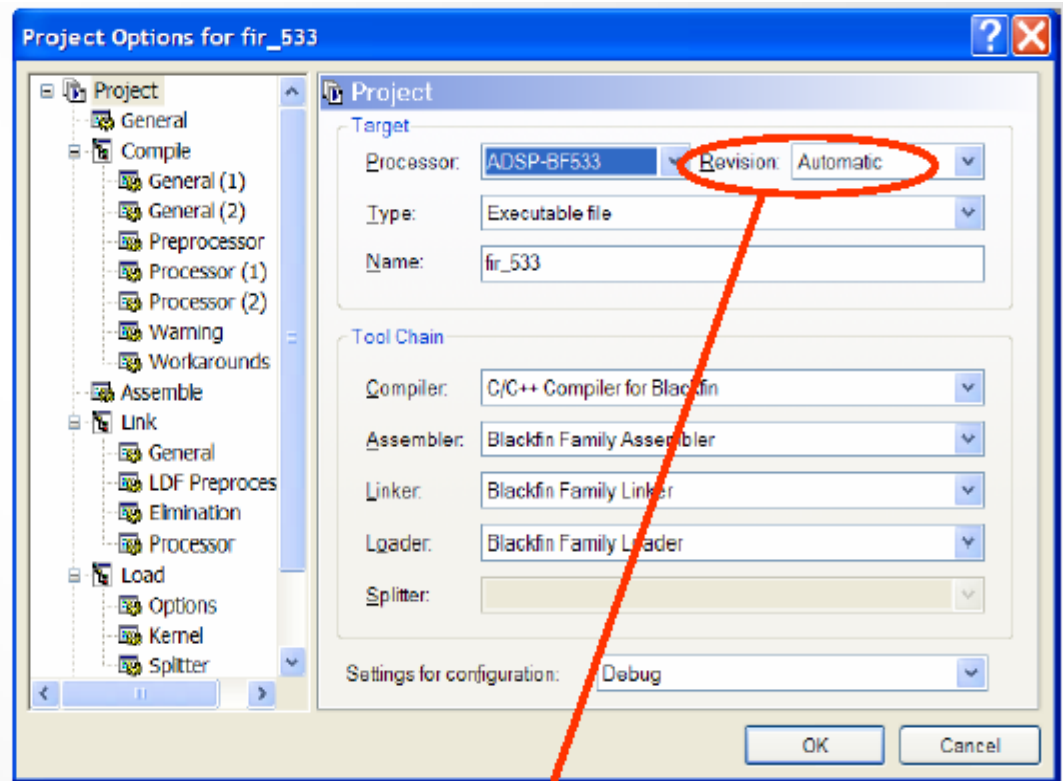 Project Options for fir_533
Project
General
Compile
General (1)
General (2)
Preprocessor
Processor (1)
Processor (2)
Warning
Workarounds
Assemble
Link
General
LDF Preproces
Elimination
Processor
Load
Options
Kernel
Splitter
Project
Target
Processor: ADSP-BF533 Revision: Automatic
Type: Executable file
Name: fir_533
Tool Chain
Compiler: C/C++ Compiler for Blackfin
Assembler: Blackfin Family Assembler
Linker: Blackfin Family Linker
Loader: Blackfin Family Loader
Splitter:
Settings for configuration: Debug
OK Cancel